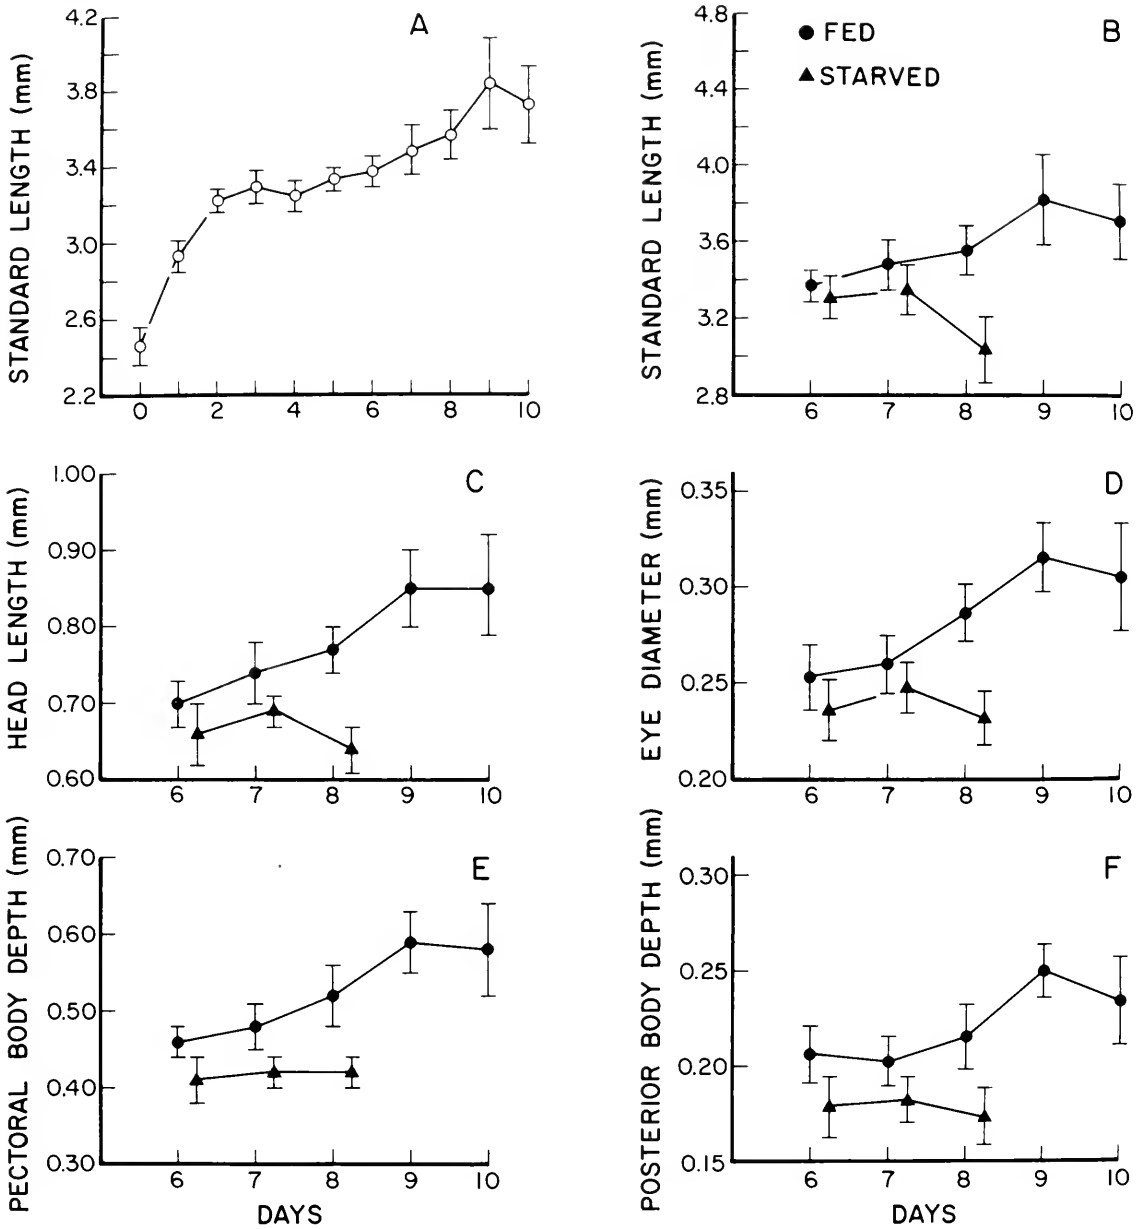 A
STANDARD LENGTH (mm)
4.2
3.8
3.4
3.0
2.6
2.2
0 2 4 6 8 10
B
● FED
▲ STARVED
STANDARD LENGTH (mm)
4.8
4.4
4.0
3.6
3.2
2.8
6 7 8 9 10
C
HEAD LENGTH (mm)
1.00
0.90
0.80
0.70
0.60
6 7 8 9 10
D
EYE DIAMETER (mm)
0.35
0.30
0.25
0.20
6 7 8 9 10
E
PECTORAL BODY DEPTH (mm)
0.70
0.60
0.50
0.40
0.30
6 7 8 9 10
DAYS
F
POSTERIOR BODY DEPTH (mm)
0.30
0.25
0.20
0.15
6 7 8 9 10
DAYS